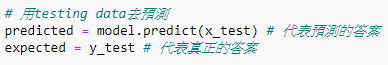 # 用testing data去預測
predicted = model.predict(x_test) # 代表預測的答案
expected = y_test # 代表真正的答案